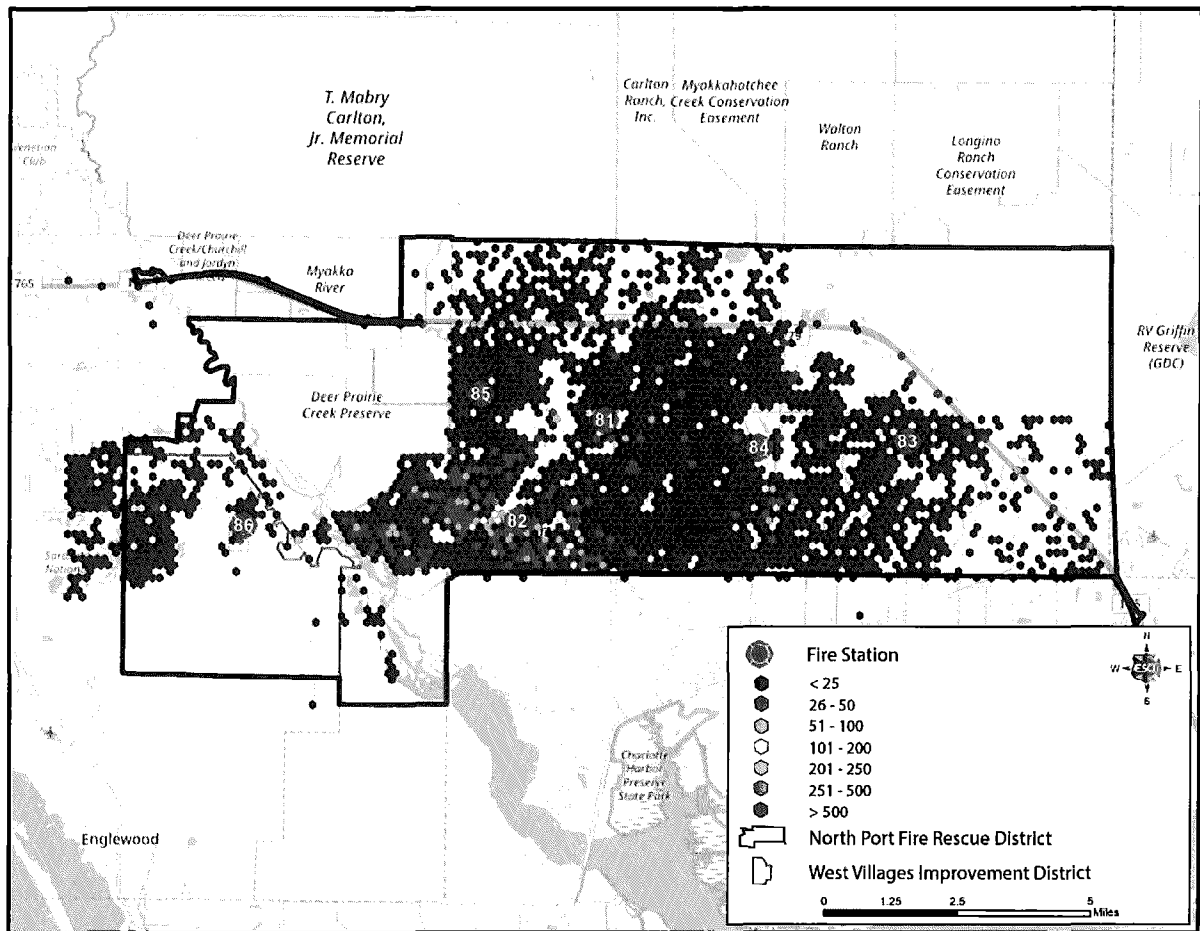 T. Mabry
Carlton,
Jr. Memorial
Reserve
Carlton
Ranch,
Inc.
Myakkahatchee
Creek Conservation
Easement
Walton
Ranch
Longino
Ranch
Conservation
Easement
Venetian
Club
Deer Prairie
Creek/Churchill
and Jordyn
765
Myakka
River
RV Griffin
Reserve
(GDC)
Deer Prairie
Creek Preserve
85
81
84
83
82
86
Charlotte
Harbor
Preserve
State Park
Englewood
Fire Station
< 25
26 - 50
51 - 100
101 - 200
201 - 250
251 - 500
> 500
North Port Fire Rescue District
West Villages Improvement District
N
W
ESCI
E
S
0 1.25 2.5 5
Miles